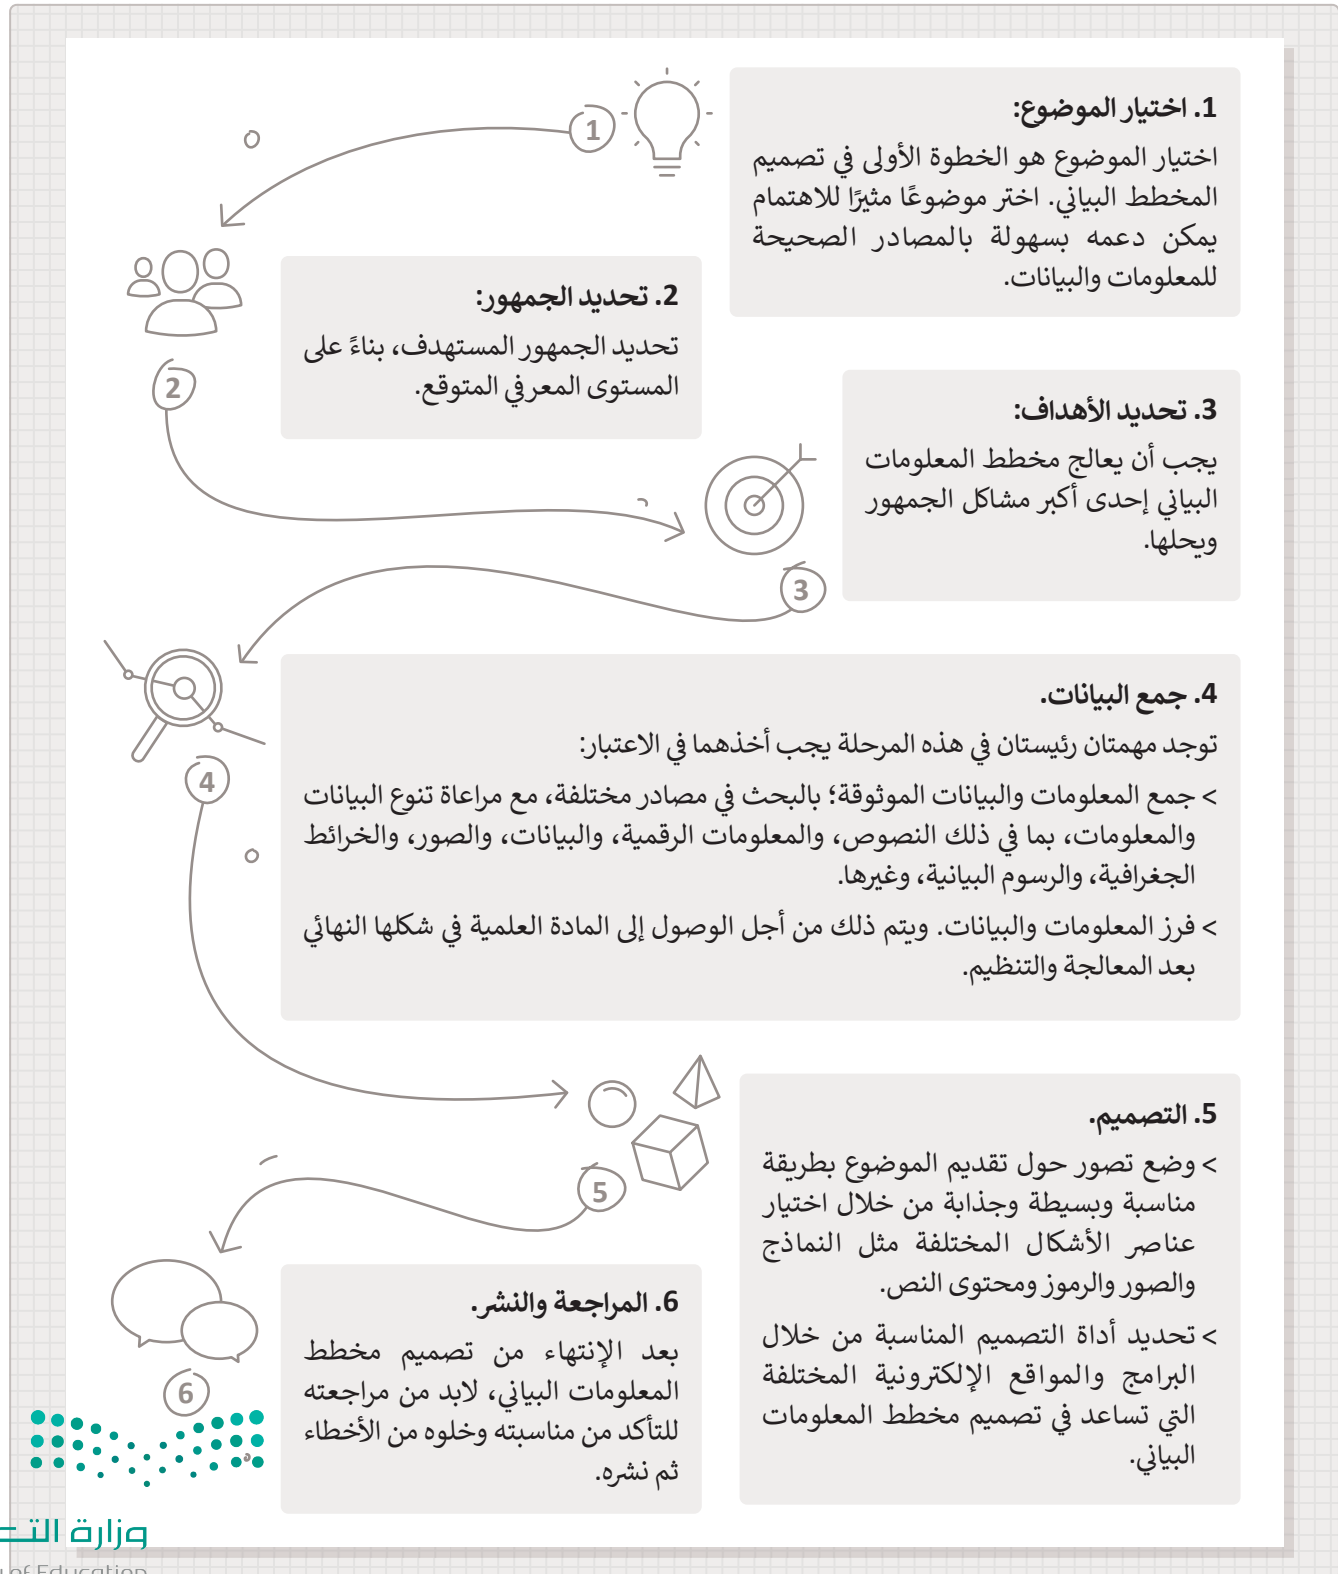 1. اختيار الموضوع:
اختيار الموضوع هو الخطوة الأولى في تصميم
المخطط البياني. اختر موضوعًا مثيرًا للاهتمام
يمكن دعمه بسهولة بالمصادر الصحيحة
للمعلومات والبيانات.
1
2. تحديد الجمهور:
تحديد الجمهور المستهدف، بناءً على
المستوى المعرفي المتوقع.
2
3. تحديد الأهداف:
يجب أن يعالج مخطط المعلومات
البياني إحدى أكبر مشاكل الجمهور
ويحلها.
3
4. جمع البيانات.
توجد مهمتان رئيستان في هذه المرحلة يجب أخذهما في الاعتبار:
> جمع المعلومات والبيانات الموثوقة؛ بالبحث في مصادر مختلفة، مع مراعاة تنوع البيانات
والمعلومات، بما في ذلك النصوص، والمعلومات الرقمية، والبيانات، والصور، والخرائط
الجغرافية، والرسوم البيانية، وغيرها.
> فرز المعلومات والبيانات. ويتم ذلك من أجل الوصول إلى المادة العلمية في شكلها النهائي
بعد المعالجة والتنظيم.
4
5. التصميم.
> وضع تصور حول تقديم الموضوع بطريقة
مناسبة وبسيطة وجذابة من خلال اختيار
عناصر الأشكال المختلفة مثل النماذج
والصور والرموز ومحتوى النص.
> تحديد أداة التصميم المناسبة من خلال
البرامج والمواقع الإلكترونية المختلفة
التي تساعد في تصميم مخطط المعلومات
البياني.
5
6. المراجعة والنشر.
بعد الإنتهاء من تصميم مخطط
المعلومات البياني، لابد من مراجعته
للتأكد من مناسبته وخلوه من الأخطاء
ثم نشره.
6
وزارة
of Education